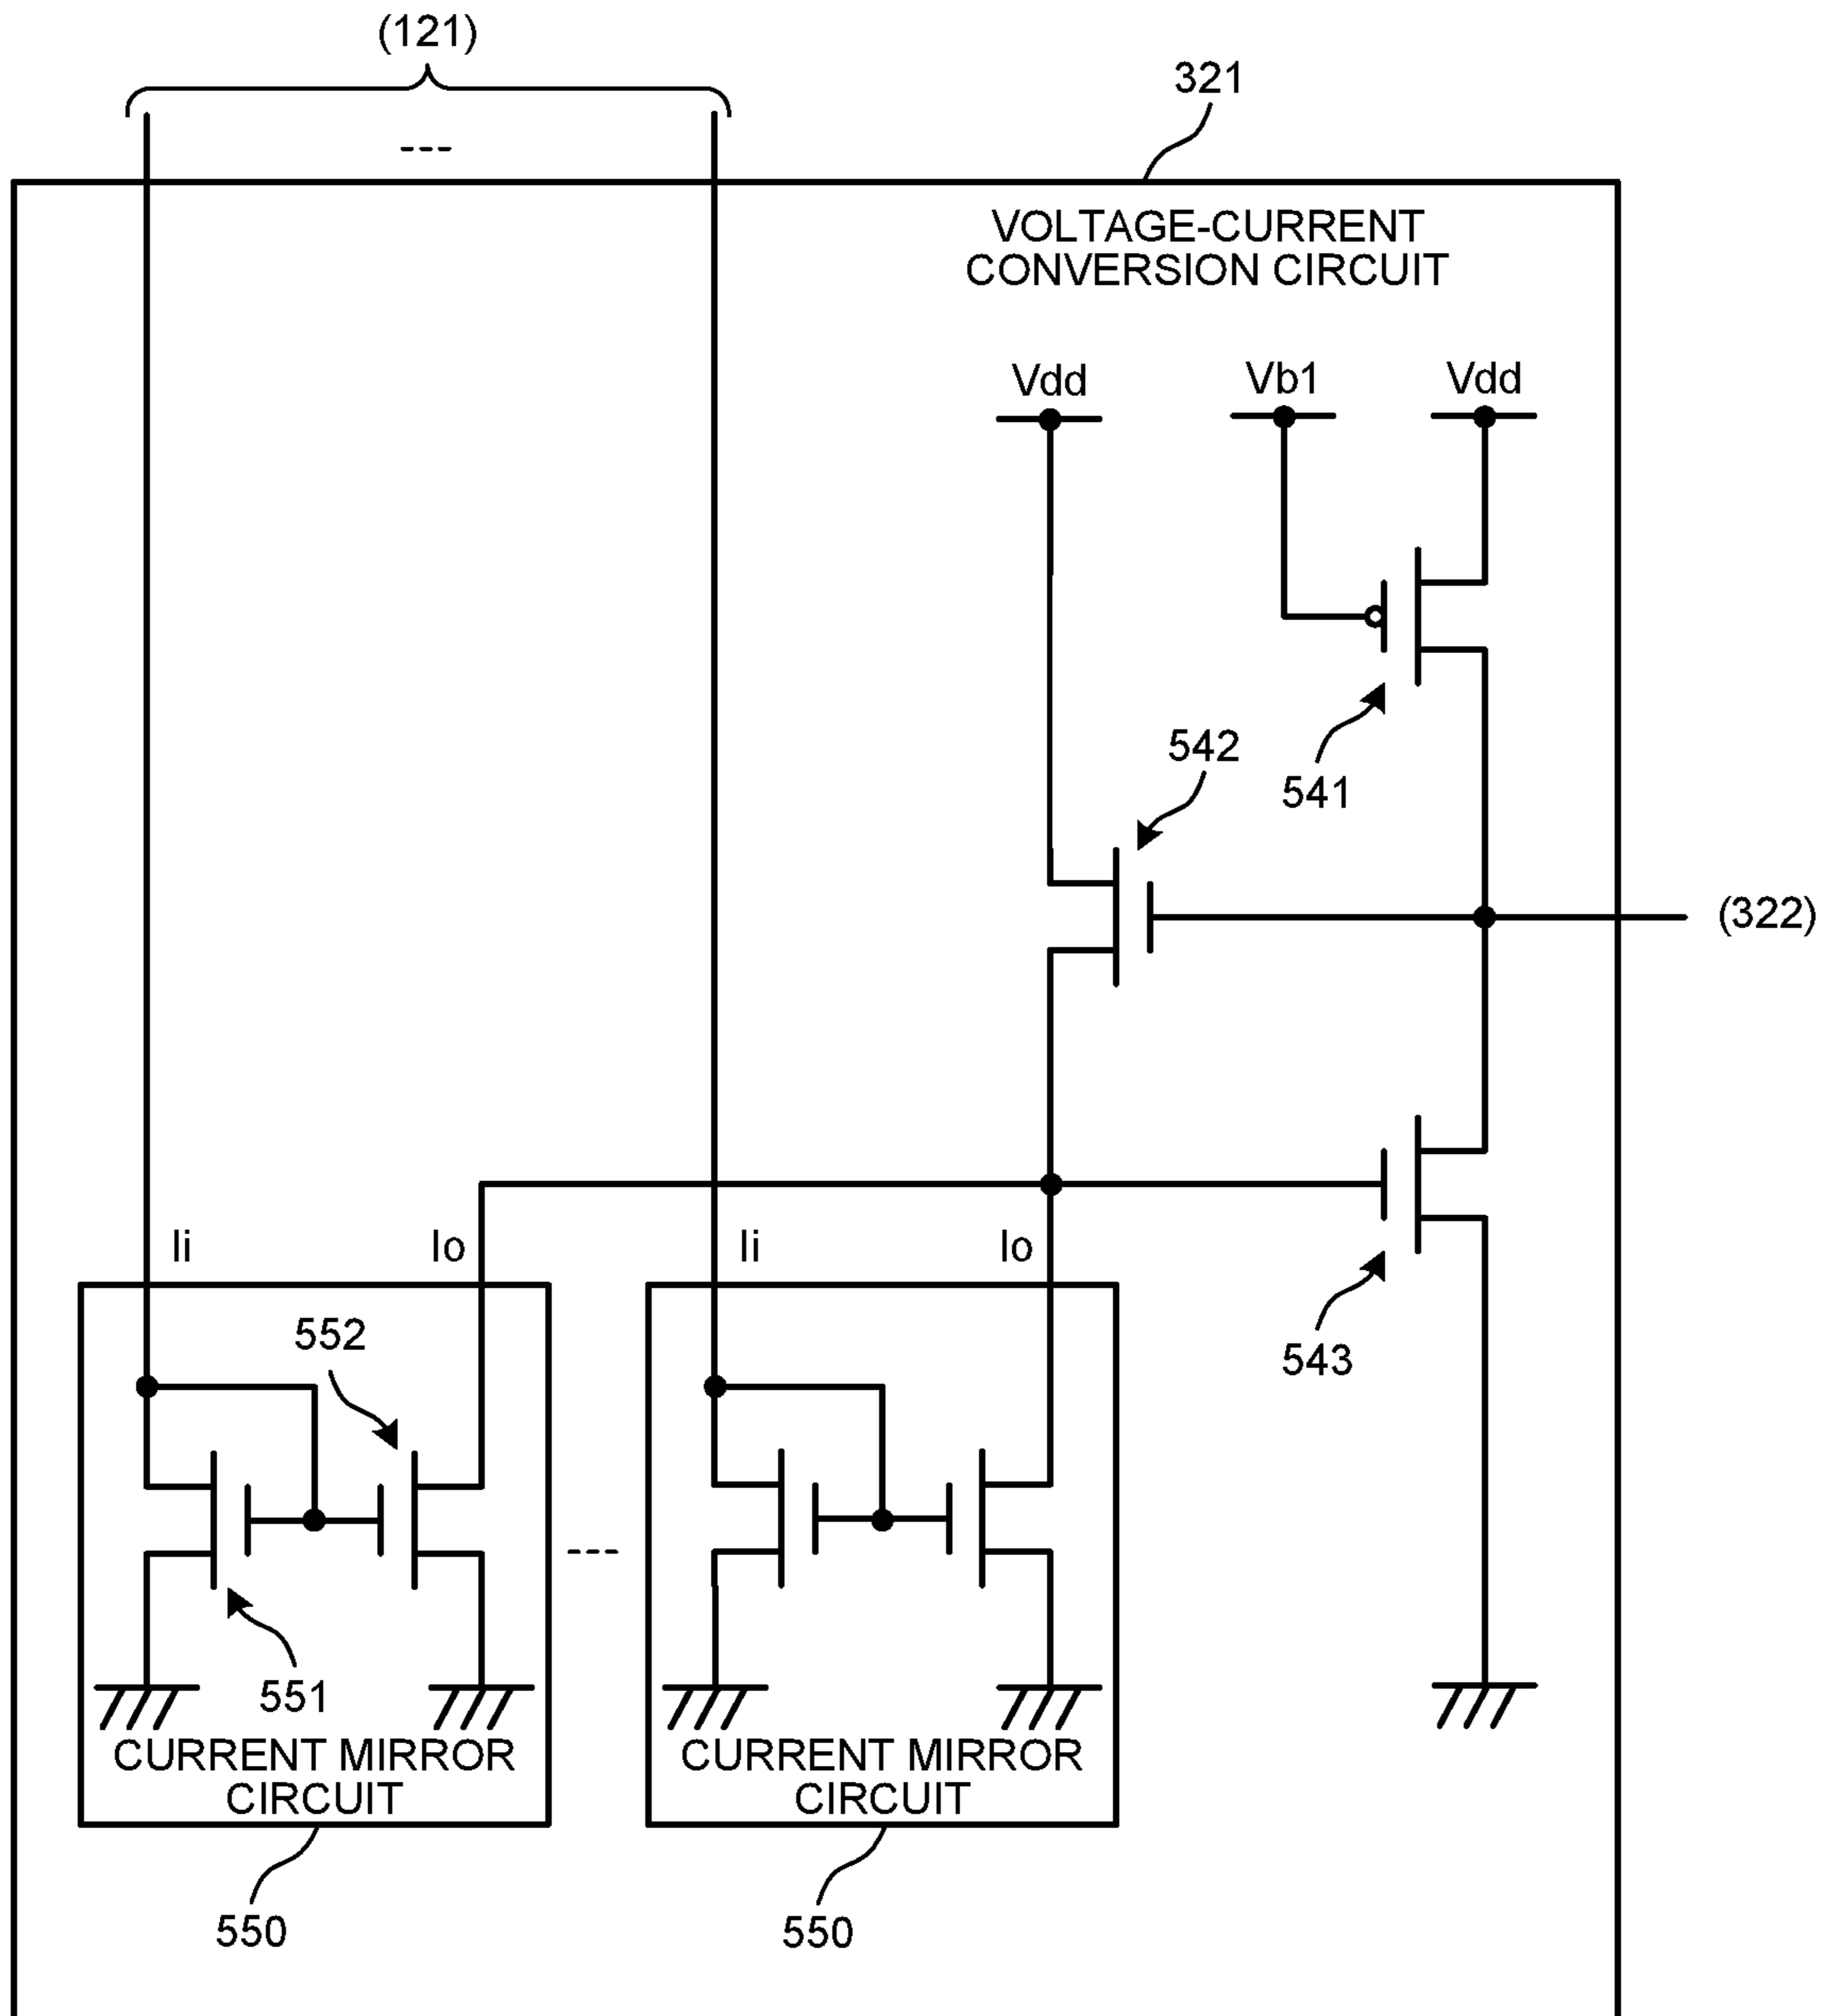 (121)
---
321
VOLTAGE-CURRENT
CONVERSION CIRCUIT
Vdd
Vb1
Vdd
542
541
(322)
Ii
Io
Ii
Io
552
543
---
551
CURRENT MIRROR
CIRCUIT
CURRENT MIRROR
CIRCUIT
550
550